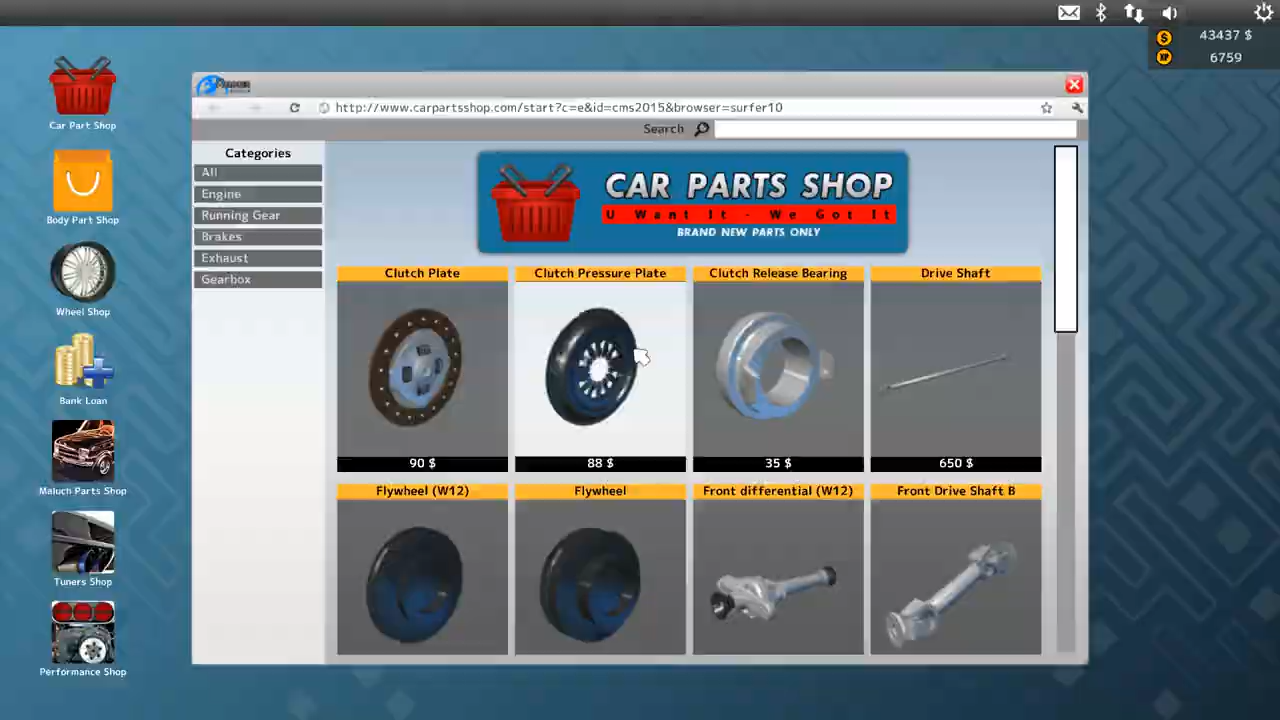 43437 $
6759
Car Part Shop
Body Part Shop
Wheel Shop
Bank Loan
Maluch Parts Shop
Tuners Shop
Performance Shop
http://www.carpartsshop.com/start?c=e&id=cms2015&browser=surfer10
Search
Categories
All
Engine
Running Gear
Brakes
Exhaust
Gearbox
CAR PARTS SHOP
U Want It - We Got It
BRAND NEW PARTS ONLY
Clutch Plate
90 $
Clutch Pressure Plate
88 $
Clutch Release Bearing
35 $
Drive Shaft
650 $
Flywheel (W12)
Flywheel
Front differential (W12)
Front Drive Shaft B